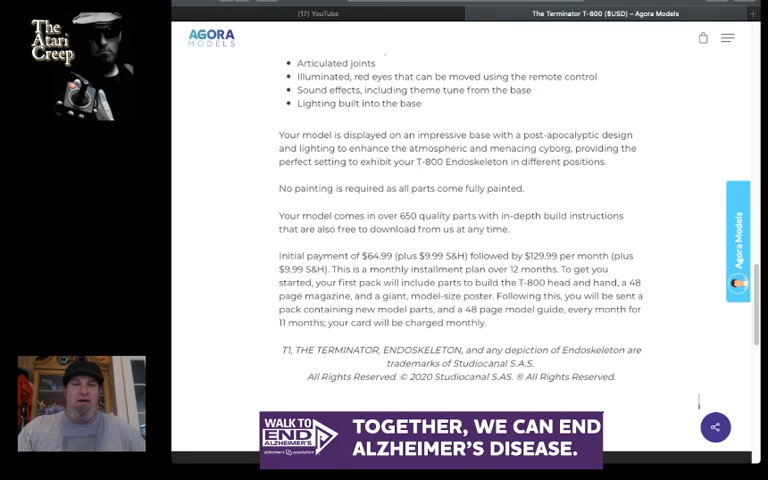 (17) YouTube
The Terminator T-800 ($USD) – Agora Models
The
Atari
Creep
AGORA
MODELS
Articulated joints
Illuminated, red eyes that can be moved using the remote control
Sound effects, including theme tune from the base
Lighting built into the base
Your model is displayed on an impressive base with a post-apocalyptic design
and lighting to enhance the atmospheric and menacing cyborg, providing the
perfect setting to exhibit your T-800 Endoskeleton in different positions.
No painting is required as all parts come fully painted.
Your model comes in over 650 quality parts with in-depth build instructions
that are also free to download from us at any time.
Initial payment of $64.99 (plus $9.99 S&H) followed by $129.99 per month (plus
$9.99 S&H). This is a monthly installment plan over 12 months. To get you
started, your first pack will include parts to build the T-800 head and hand, a 48
page magazine, and a giant, model-size poster. Following this, you will be sent a
pack containing new model parts, and a 48 page model guide, every month for
11 months; your card will be charged monthly.
T1, THE TERMINATOR, ENDOSKELETON, and any depiction of Endoskeleton are
trademarks of Studiocanal S.A.S.
All Rights Reserved. © 2020 Studiocanal S.AS. ® All Rights Reserved.
Agora Models
WALK TO
END
ALZHEIMER'S
alzheimer's association
TOGETHER, WE CAN END
ALZHEIMER'S DISEASE.